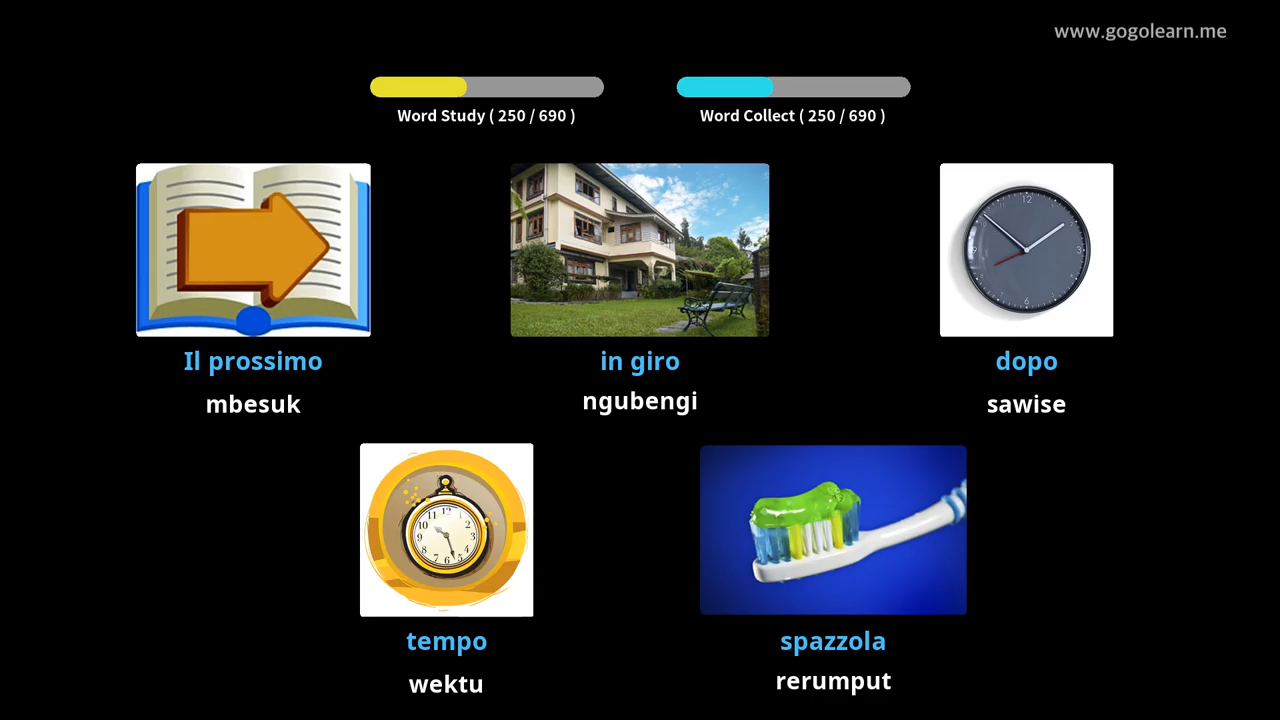 www.gogolearn.me
Word Study ( 250 / 690 )
Word Collect ( 250 / 690 )
Il prossimo
mbesuk
in giro
ngubengi
dopo
sawise
tempo
wektu
spazzola
rerumput